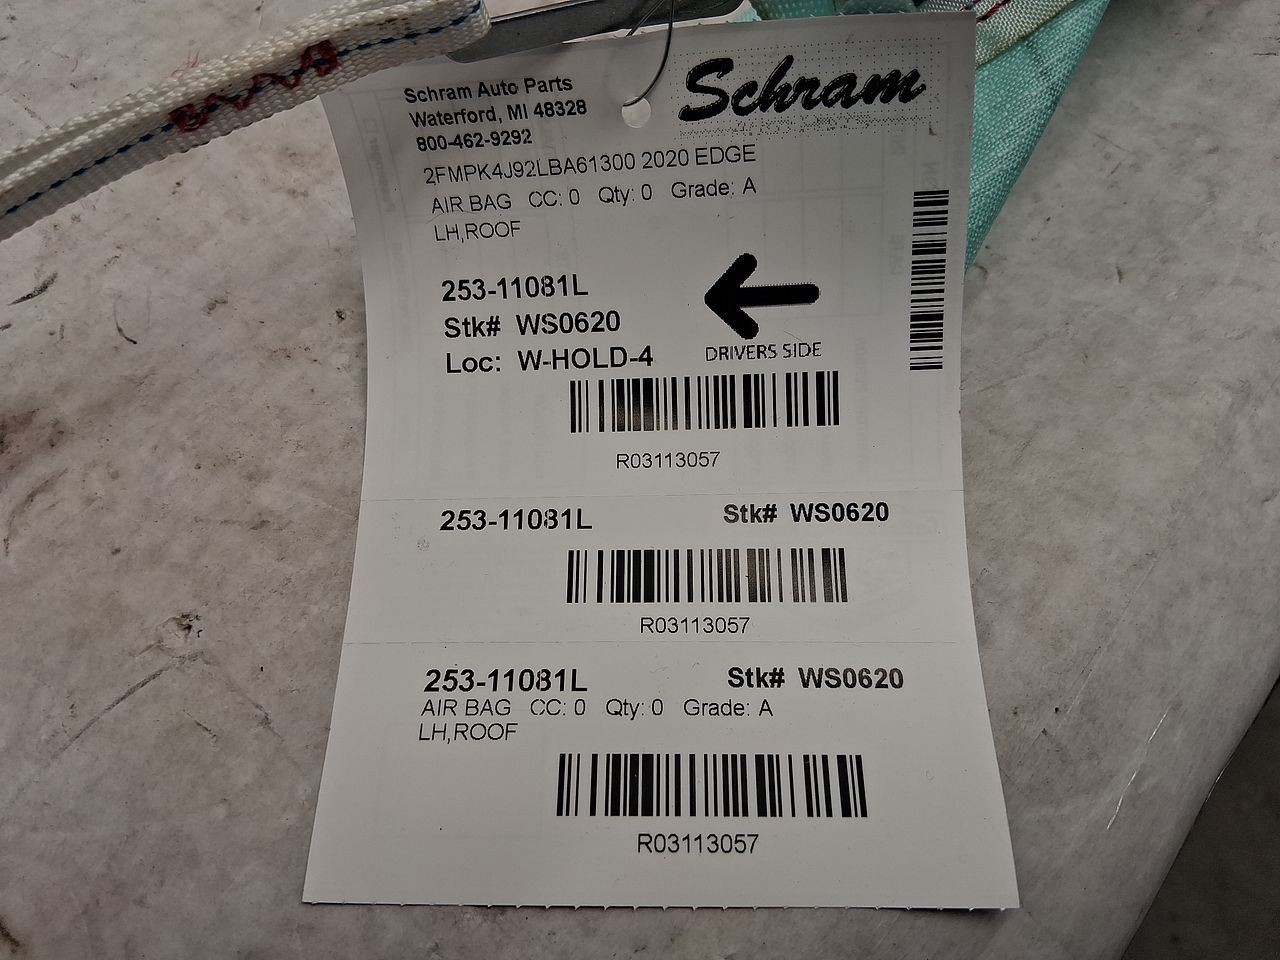 Schram Auto Parts
Waterford, MI 48328
800-462-9292
Schram
2FMPK4J92LBA61300 2020 EDGE
AIR BAG CC: 0 Qty: 0 Grade: A
LH,ROOF
253-11081L
Stk# WS0620
Loc: W-HOLD-4
DRIVERS SIDE
R03113057
253-11081L Stk# WS0620
R03113057
253-11081L Stk# WS0620
AIR BAG CC: 0 Qty: 0 Grade: A
LH,ROOF
R03113057